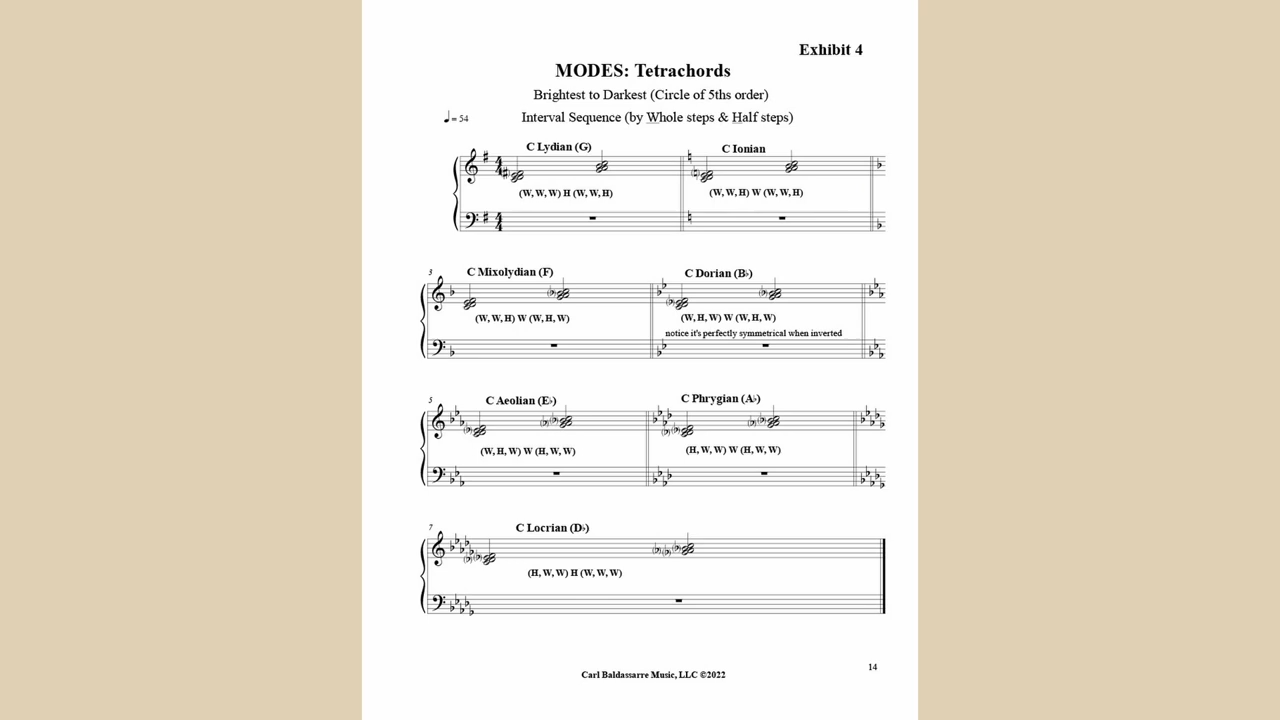 Exhibit 4
MODES: Tetrachords
Brightest to Darkest (Circle of 5ths order)
Interval Sequence (by Whole steps & Half steps)
♩ = 54
C Lydian (G)
C Ionian
(W, W, W) H (W, W, H)
(W, W, H) W (W, W, H)
3
C Mixolydian (F)
C Dorian (B♭)
(W, W, H) W (W, H, W)
(W, H, W) W (W, H, W)
notice it's perfectly symmetrical when inverted
5
C Aeolian (E♭)
C Phrygian (A♭)
(W, H, W) W (H, W, W)
(H, W, W) W (H, W, W)
7
C Locrian (D♭)
(H, W, W) H (W, W, W)
14
Carl Baldassarre Music, LLC ©2022